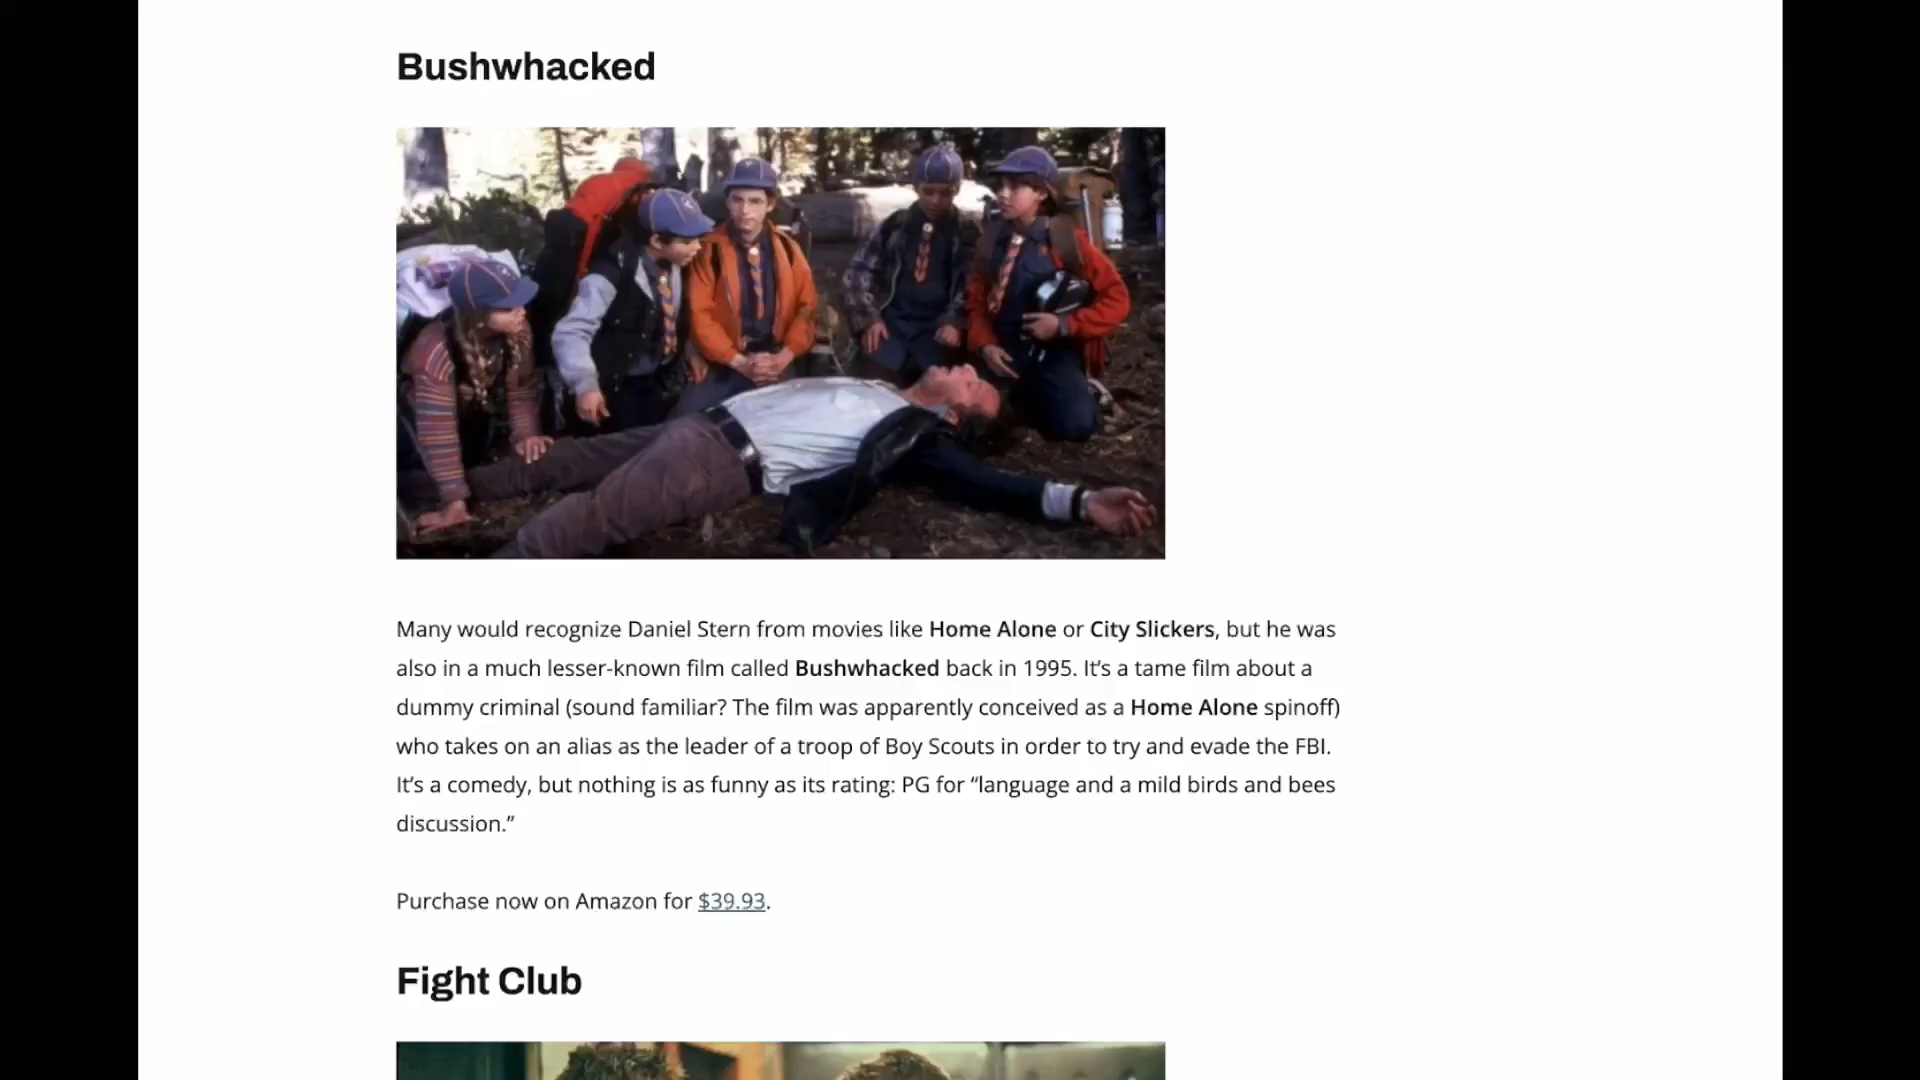 Bushwhacked
Many would recognize Daniel Stern from movies like Home Alone or City Slickers, but he was
also in a much lesser-known film called Bushwhacked back in 1995. It’s a tame film about a
dummy criminal (sound familiar? The film was apparently conceived as a Home Alone spinoff)
who takes on an alias as the leader of a troop of Boy Scouts in order to try and evade the FBI.
It’s a comedy, but nothing is as funny as its rating: PG for “language and a mild birds and bees
discussion.”
Purchase now on Amazon for $39.93.
Fight Club